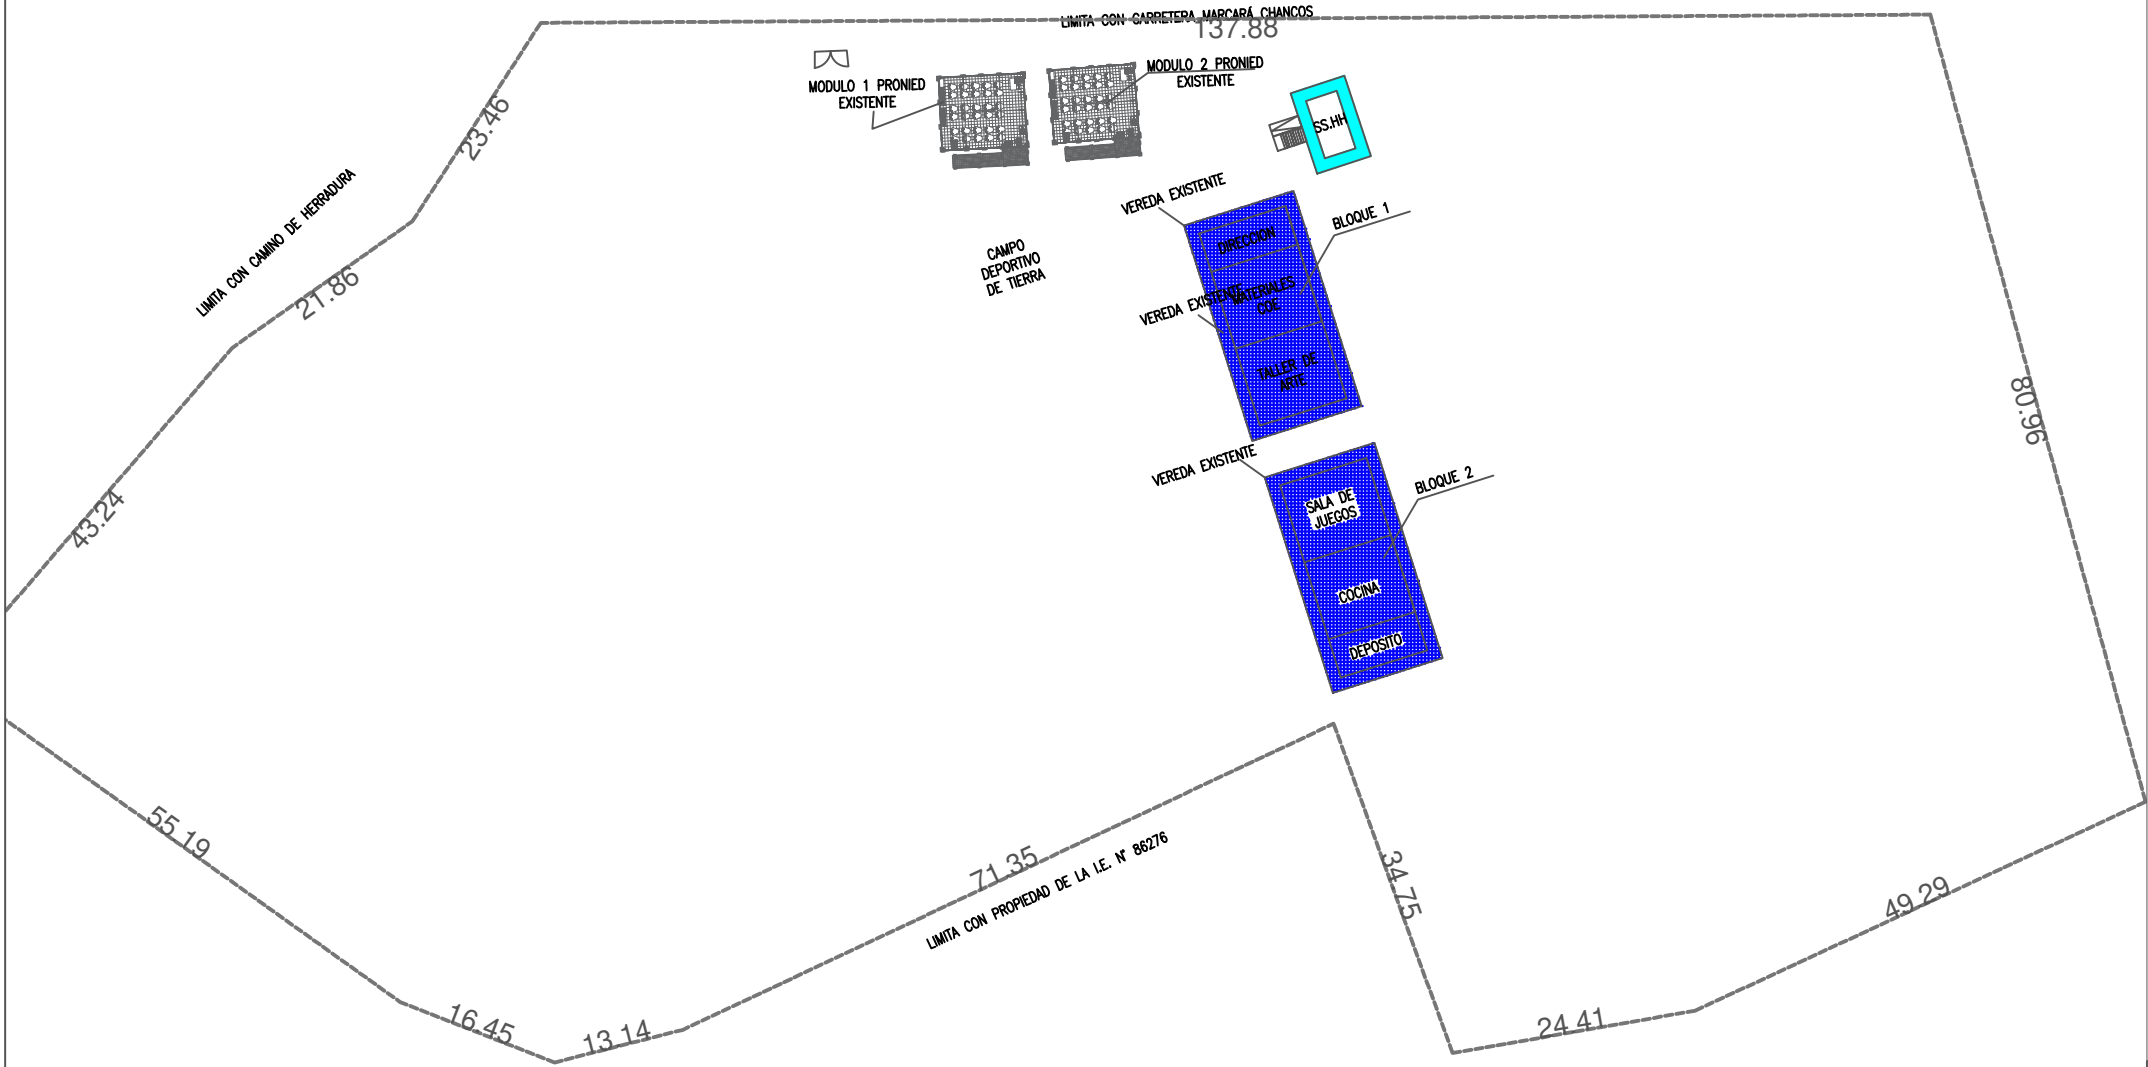 LIMITA CON CARRETERA MARCARÁ CHANCOS
137.88
MODULO 1 PRONIED
EXISTENTE
MODULO 2 PRONIED
EXISTENTE
SS.HH
23.46
LIMITA CON CAMINO DE HERRADURA
21.86
VEREDA EXISTENTE
BLOQUE 1
DIRECCION
CAMPO
DEPORTIVO
DE TIERRA
VEREDA EXISTENTE
MATERIALES
COE
TALLER DE
ARTE
80.96
VEREDA EXISTENTE
BLOQUE 2
SALA DE
JUEGOS
43.24
COCINA
DEPOSITO
55.19
71.35
LIMITA CON PROPIEDAD DE LA I.E. N° 86276
34.75
49.29
16.45
13.14
24.41